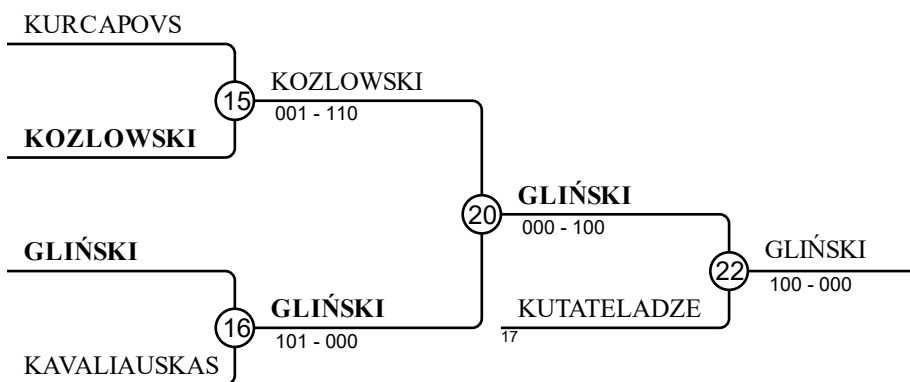 KURCAPOVS
15
KOZLOWSKI
001 - 110
KOZLOWSKI
20
GLIŃSKI
000 - 100
GLIŃSKI
22
GLIŃSKI
100 - 000
16
GLIŃSKI
101 - 000
KUTATELADZE
17
KAVALIAUSKAS